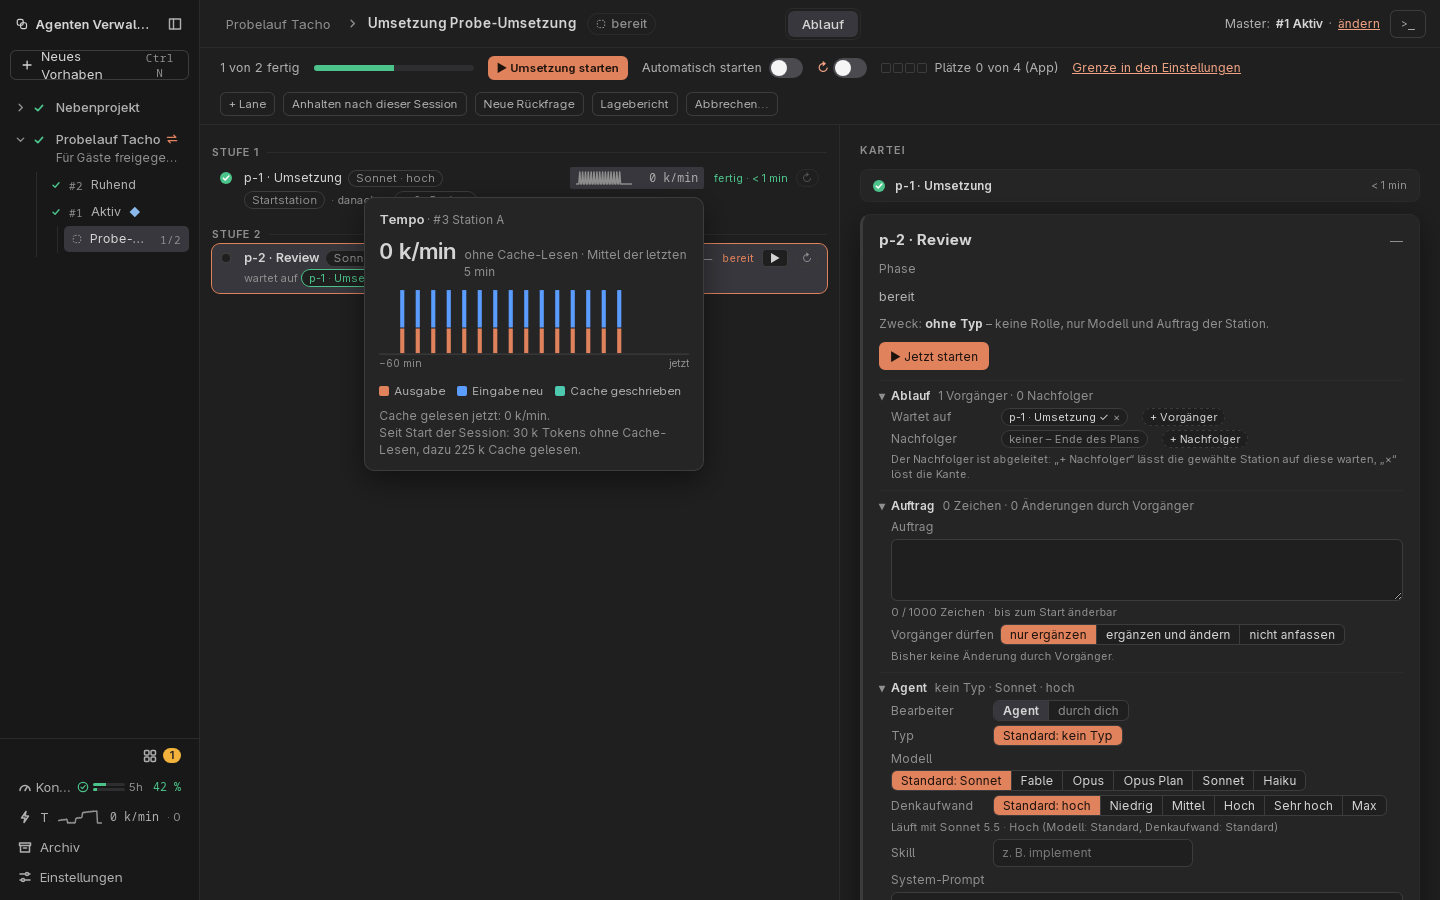 Agenten Verwal…
Neues Vorhaben
Ctrl N
Nebenprojekt
Probelauf Tacho
Für Gäste freigege…
#2 Ruhend
#1 Aktiv
Probe-… 1/2
1
Kon… 5h 42 %
T 0 k/min · 0
Archiv
Einstellungen
Probelauf Tacho > Umsetzung Probe-Umsetzung bereit
Ablauf
Master: #1 Aktiv · ändern >_
1 von 2 fertig
▶ Umsetzung starten
Automatisch starten
Plätze 0 von 4 (App)
Grenze in den Einstellungen
+ Lane
Anhalten nach dieser Session
Neue Rückfrage
Lagebericht
Abbrechen…
STUFE 1
p-1 · Umsetzung Sonnet · hoch 0 k/min fertig · < 1 min
Startstation
STUFE 2
p-2 · Review — bereit
wartet auf
Tempo · #3 Station A
0 k/min ohne Cache-Lesen · Mittel der letzten
5 min
−60 min jetzt
Ausgabe Eingabe neu Cache geschrieben
Cache gelesen jetzt: 0 k/min.
Seit Start der Session: 30 k Tokens ohne Cache-
Lesen, dazu 225 k Cache gelesen.
KARTEI
p-1 · Umsetzung < 1 min
p-2 · Review —
Phase
bereit
Zweck: ohne Typ – keine Rolle, nur Modell und Auftrag der Station.
▶ Jetzt starten
▼ Ablauf 1 Vorgänger · 0 Nachfolger
Wartet auf p-1 · Umsetzung ✓ × + Vorgänger
Nachfolger keiner – Ende des Plans + Nachfolger
Der Nachfolger ist abgeleitet: „+ Nachfolger“ lässt die gewählte Station auf diese warten, „×“
löst die Kante.
▼ Auftrag 0 Zeichen · 0 Änderungen durch Vorgänger
Auftrag
0 / 1000 Zeichen · bis zum Start änderbar
Vorgänger dürfen nur ergänzen ergänzen und ändern nicht anfassen
Bisher keine Änderung durch Vorgänger.
▼ Agent kein Typ · Sonnet · hoch
Bearbeiter Agent durch dich
Typ Standard: kein Typ
Modell
Standard: Sonnet Fable Opus Opus Plan Sonnet Haiku
Denkaufwand Standard: hoch Niedrig Mittel Hoch Sehr hoch Max
Läuft mit Sonnet 5.5 · Hoch (Modell: Standard, Denkaufwand: Standard)
Skill z. B. implement
System-Prompt